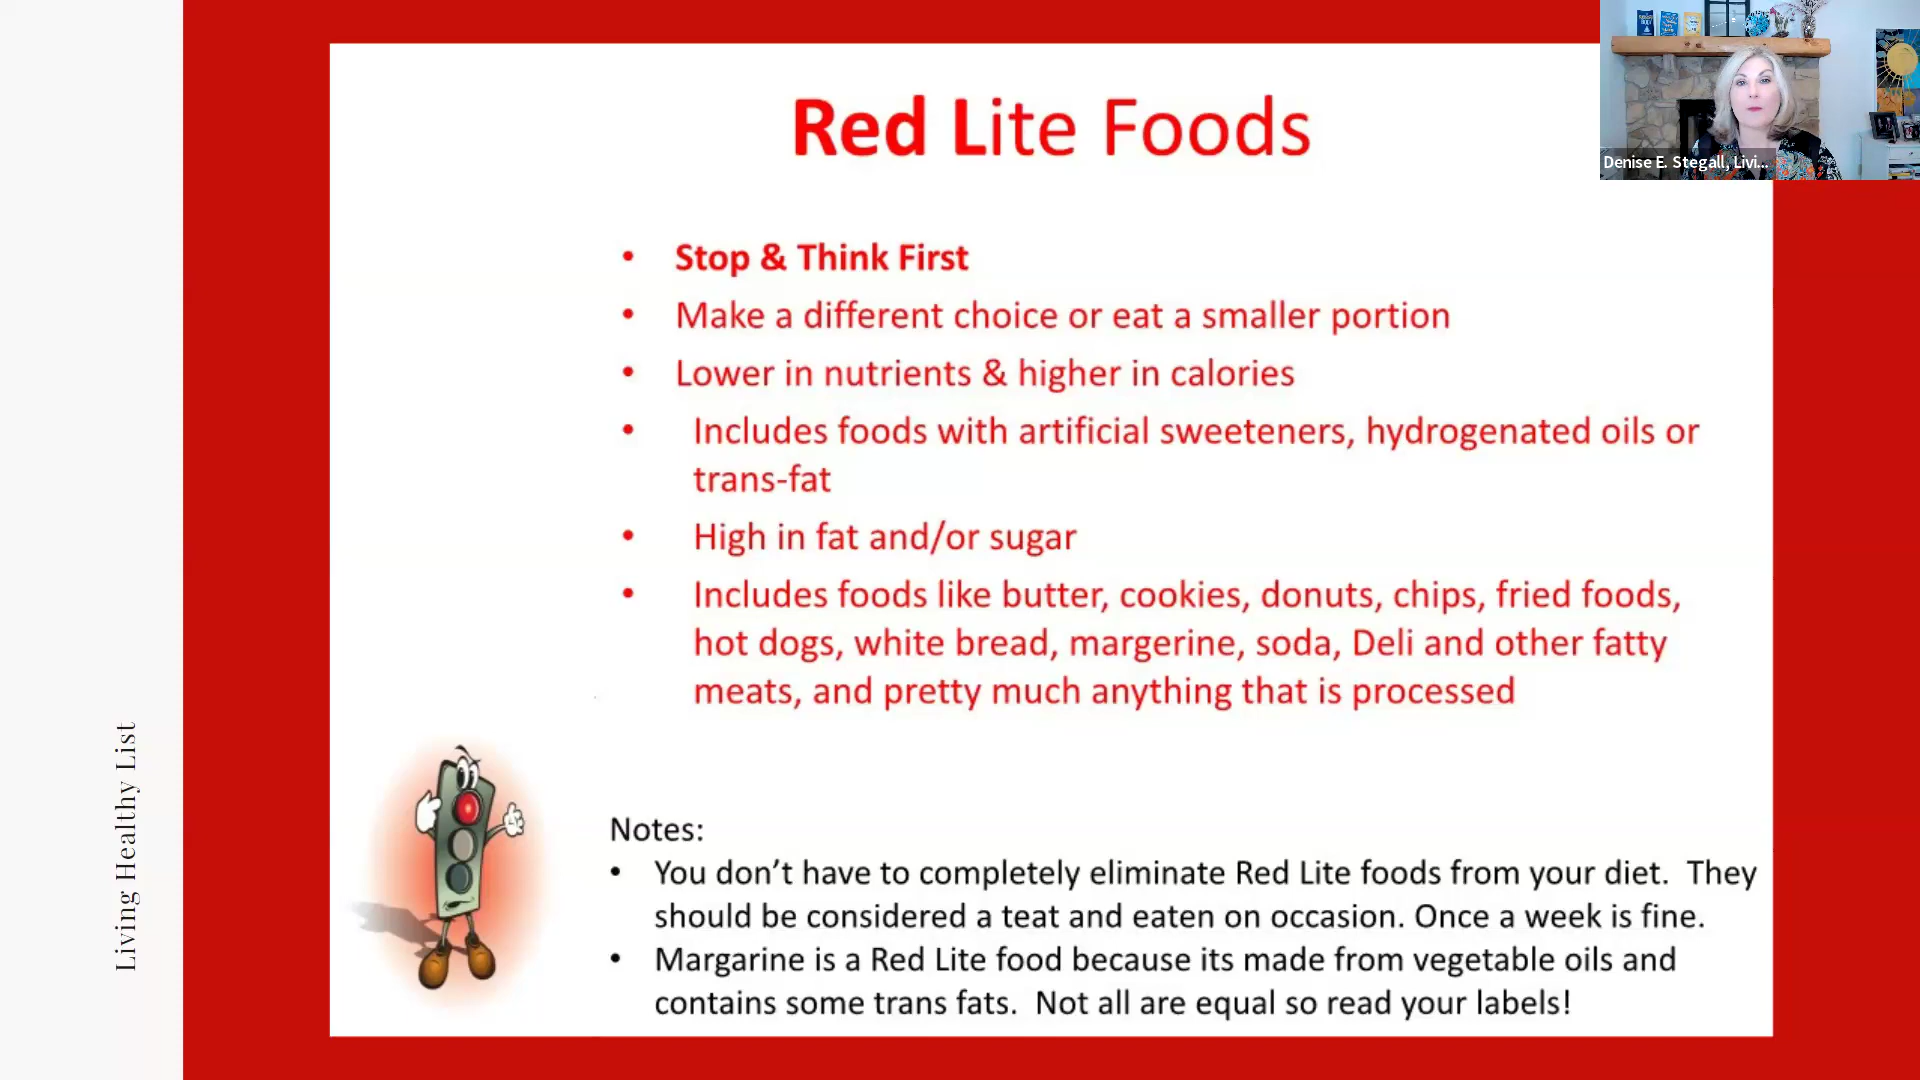 Red Lite Foods
Denise E. Stegall, Livi...
• Stop & Think First
• Make a different choice or eat a smaller portion
• Lower in nutrients & higher in calories
• Includes foods with artificial sweeteners, hydrogenated oils or
trans-fat
• High in fat and/or sugar
• Includes foods like butter, cookies, donuts, chips, fried foods,
hot dogs, white bread, margerine, soda, Deli and other fatty
meats, and pretty much anything that is processed
Living Healthy List
Notes:
• You don’t have to completely eliminate Red Lite foods from your diet.  They
should be considered a teat and eaten on occasion. Once a week is fine.
• Margarine is a Red Lite food because its made from vegetable oils and
contains some trans fats.  Not all are equal so read your labels!